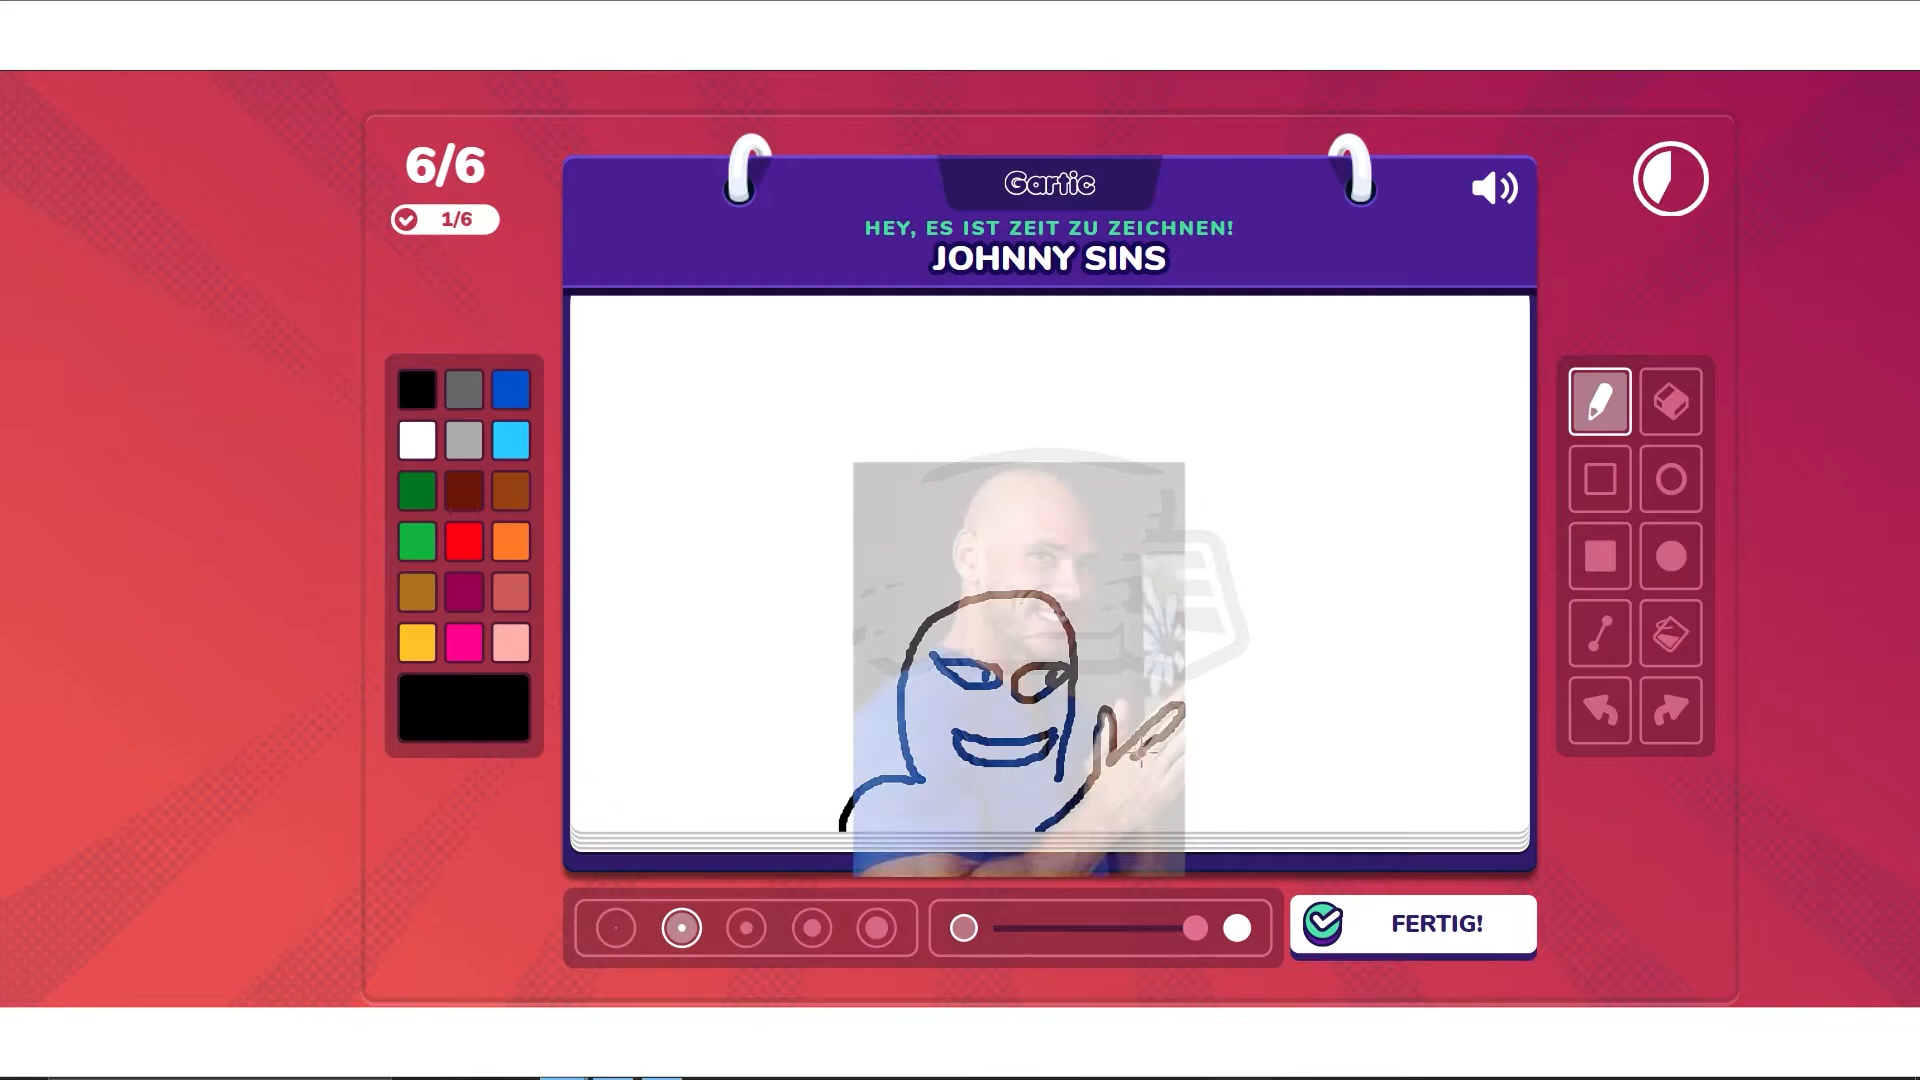 6/6
1/6
Gartic
HEY, ES IST ZEIT ZU ZEICHNEN!
JOHNNY SINS
FERTIG!